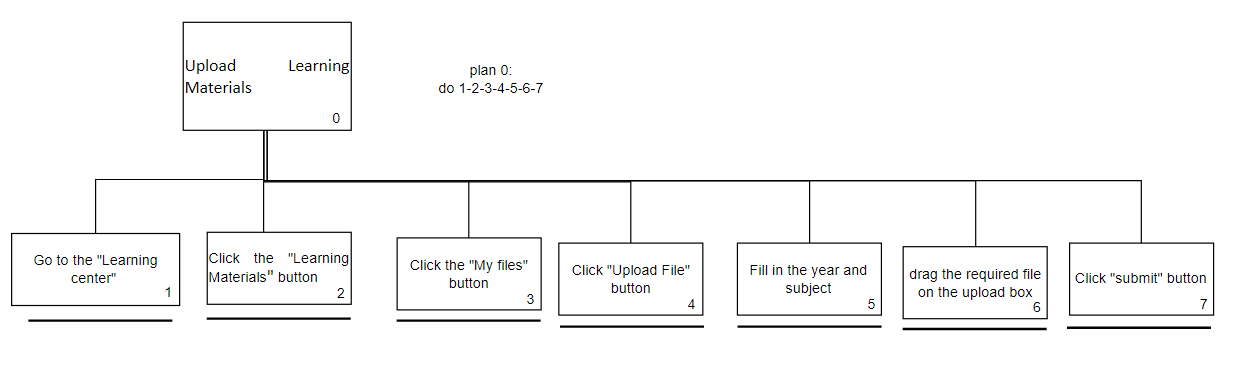 Upload Learning
Materials
0
plan 0:
do 1-2-3-4-5-6-7
Go to the "Learning
center"
1
Click the "Learning
Materials" button
2
Click the "My files"
button
3
Click "Upload File"
button
4
Fill in the year and
subject
5
drag the required file
on the upload box
6
Click "submit" button
7